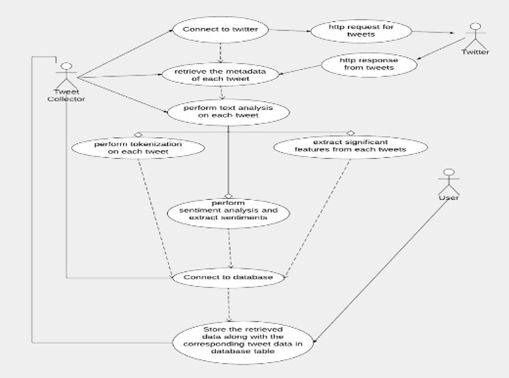 Connect to twitter
http request for
tweets
Twitter
http response
from tweets
retrieve the metadata
of each tweet
Tweet
Collector
perform text analysis
on each tweet
perform tokenization
on each tweet
extract significant
features from each tweets
User
perform
sentiment analysis and
extract sentiments
Connect to database
Store the retrieved
data along with the
corresponding tweet data in
database table